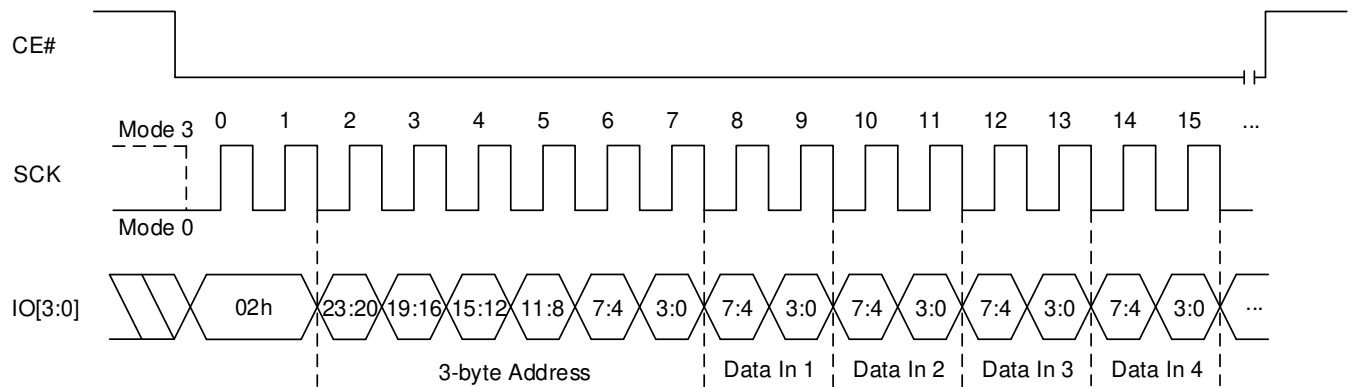 CE#
Mode 3 0 1 2 3 4 5 6 7 8 9 10 11 12 13 14 15 ...
SCK
Mode 0
IO[3:0] 02h 23:20 19:16 15:12 11:8 7:4 3:0 7:4 3:0 7:4 3:0 7:4 3:0 7:4 3:0 ...
3-byte Address Data In 1 Data In 2 Data In 3 Data In 4